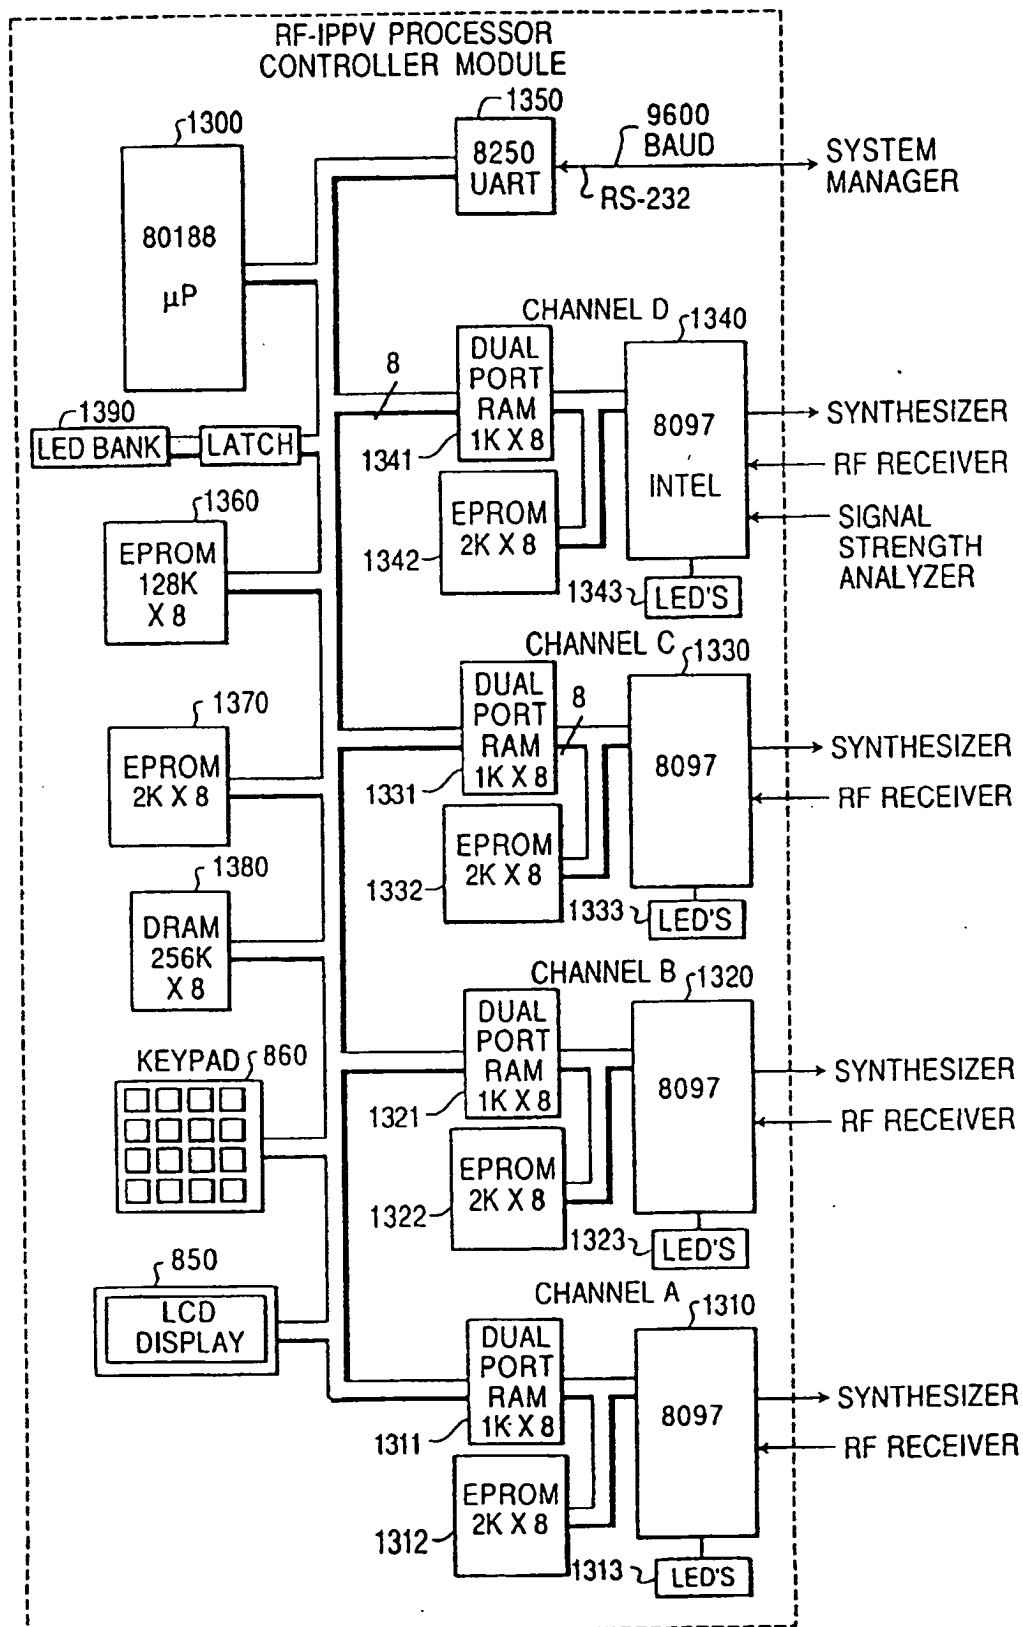 RF-IPPV PROCESSOR
CONTROLLER MODULE
1300
80188
µP
1350
8250
UART
9600
BAUD
RS-232
SYSTEM
MANAGER
1390
LED BANK
LATCH
8
CHANNEL D
DUAL
PORT
RAM
1K X 8
1341
1340
8097
INTEL
SYNTHESIZER
RF RECEIVER
SIGNAL
STRENGTH
ANALYZER
EPROM
2K X 8
1342
1343
LED'S
1360
EPROM
128K
X 8
CHANNEL C
DUAL
PORT
RAM
1K X 8
1331
8
1330
8097
SYNTHESIZER
RF RECEIVER
EPROM
2K X 8
1332
1333
LED'S
1370
EPROM
2K X 8
1380
DRAM
256K
X 8
CHANNEL B
DUAL
PORT
RAM
1K X 8
1321
1320
8097
SYNTHESIZER
RF RECEIVER
EPROM
2K X 8
1322
1323
LED'S
KEYPAD
860
850
LCD
DISPLAY
CHANNEL A
DUAL
PORT
RAM
1K X 8
1311
1310
8097
SYNTHESIZER
RF RECEIVER
EPROM
2K X 8
1312
1313
LED'S